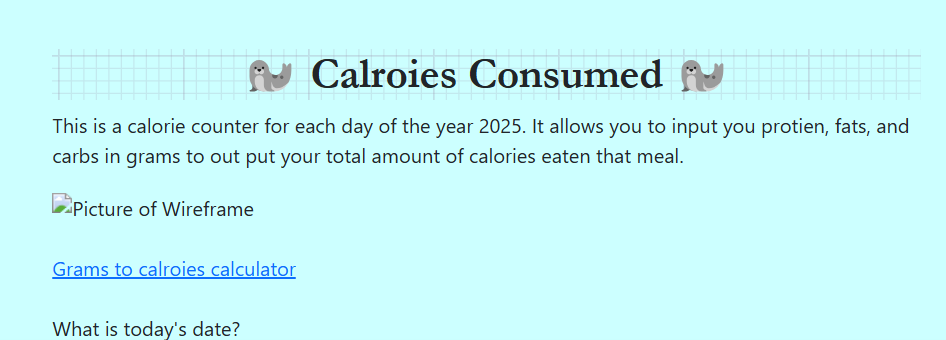 🦭 Calroies Consumed 🦭
This is a calorie counter for each day of the year 2025. It allows you to input you protien, fats, and
carbs in grams to out put your total amount of calories eaten that meal.
Picture of Wireframe
Grams to calroies calculator
What is today's date?